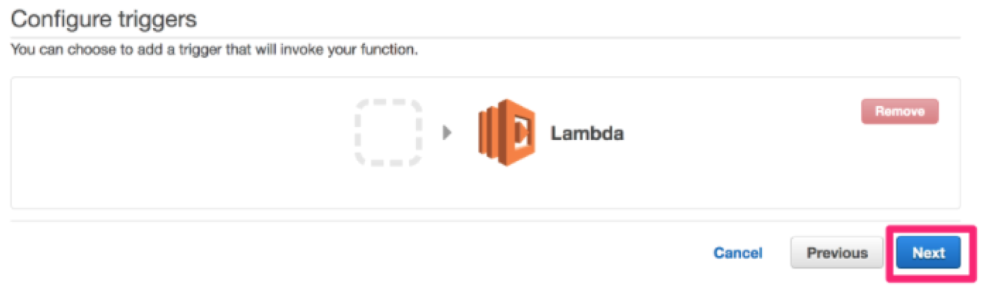 Configure triggers
You can choose to add a trigger that will invoke your function.
Remove
Lambda
Cancel Previous Next